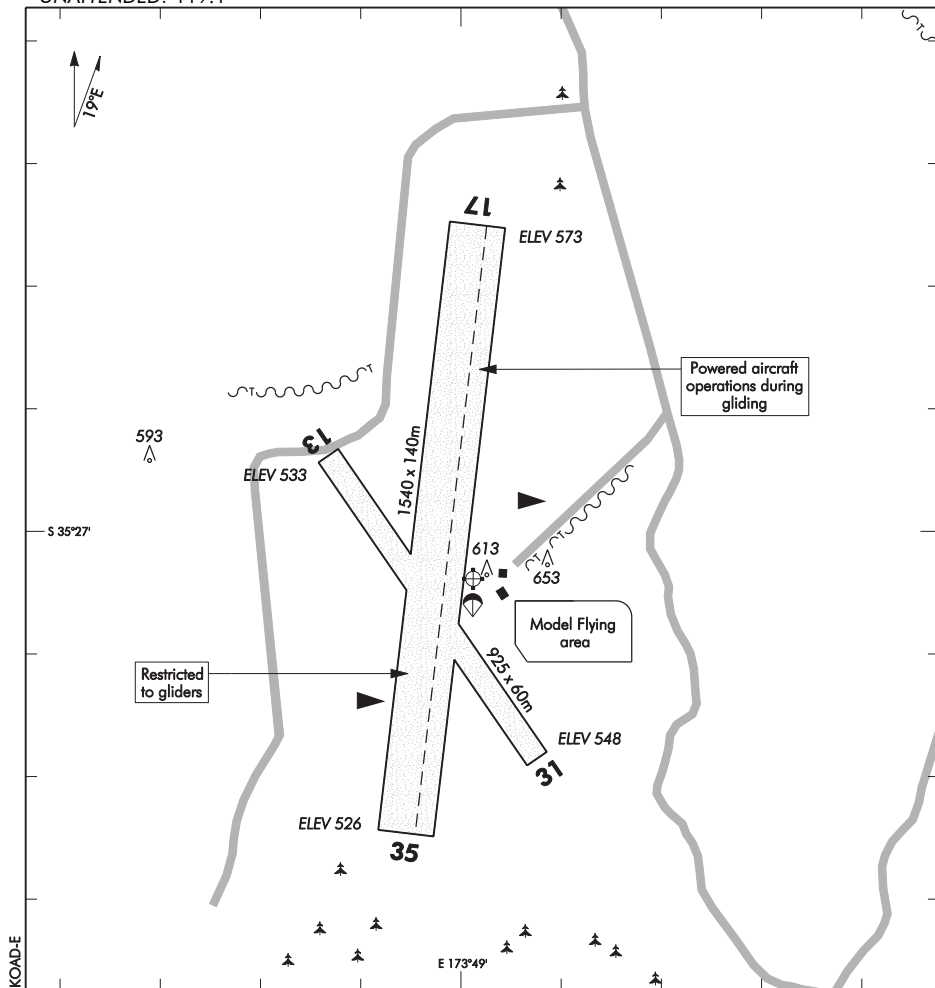 19°E
17
ELEV 573
Powered aircraft
operations during
gliding
593
13
ELEV 533
1540 x 140m
S 35°27'
613
T
T
T
T
T
T
653
Model Flying
area
Restricted
to gliders
925 x 60m
ELEV 548
31
ELEV 526
35
E 173°49'
KOAD-E